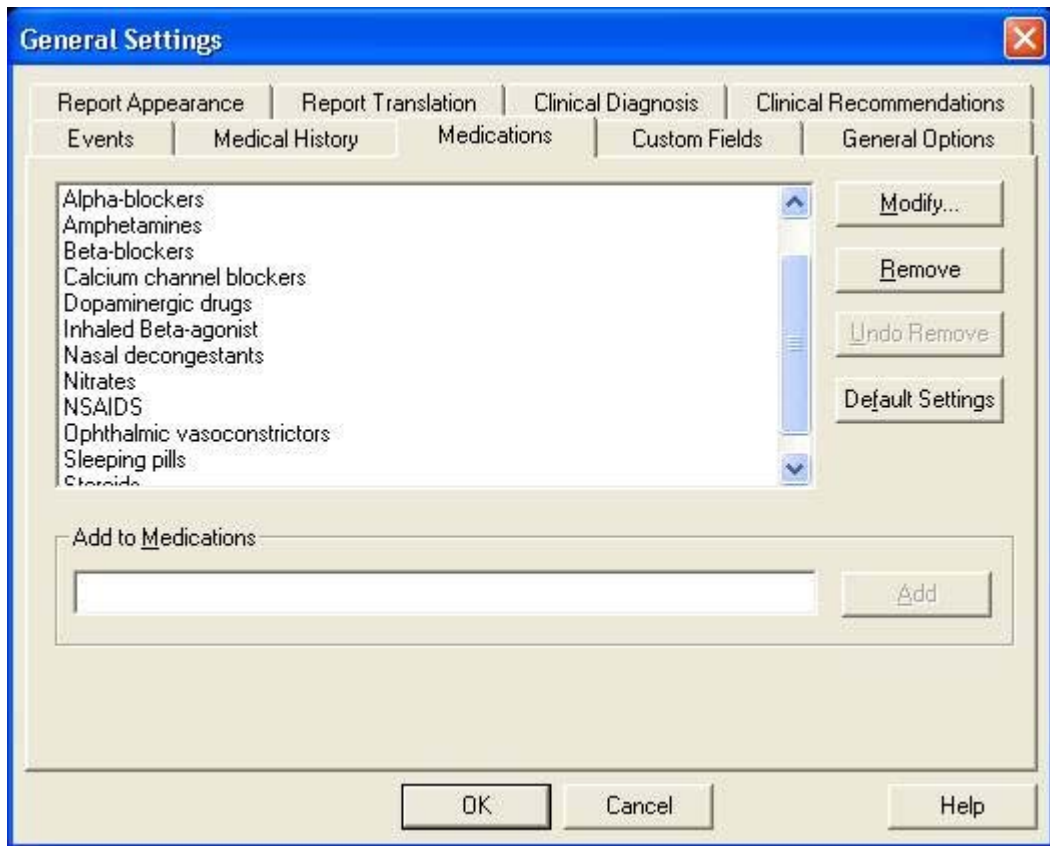 General Settings
Report Appearance Report Translation Clinical Diagnosis Clinical Recommendations
Events Medical History Medications Custom Fields General Options
Alpha-blockers
Amphetamines
Beta-blockers
Calcium channel blockers
Dopaminergic drugs
Inhaled Beta-agonist
Nasal decongestants
Nitrates
NSAIDS
Ophthalmic vasoconstrictors
Sleeping pills
Steroids
Modify...
Remove
Undo Remove
Default Settings
Add to Medications
Add
OK Cancel Help